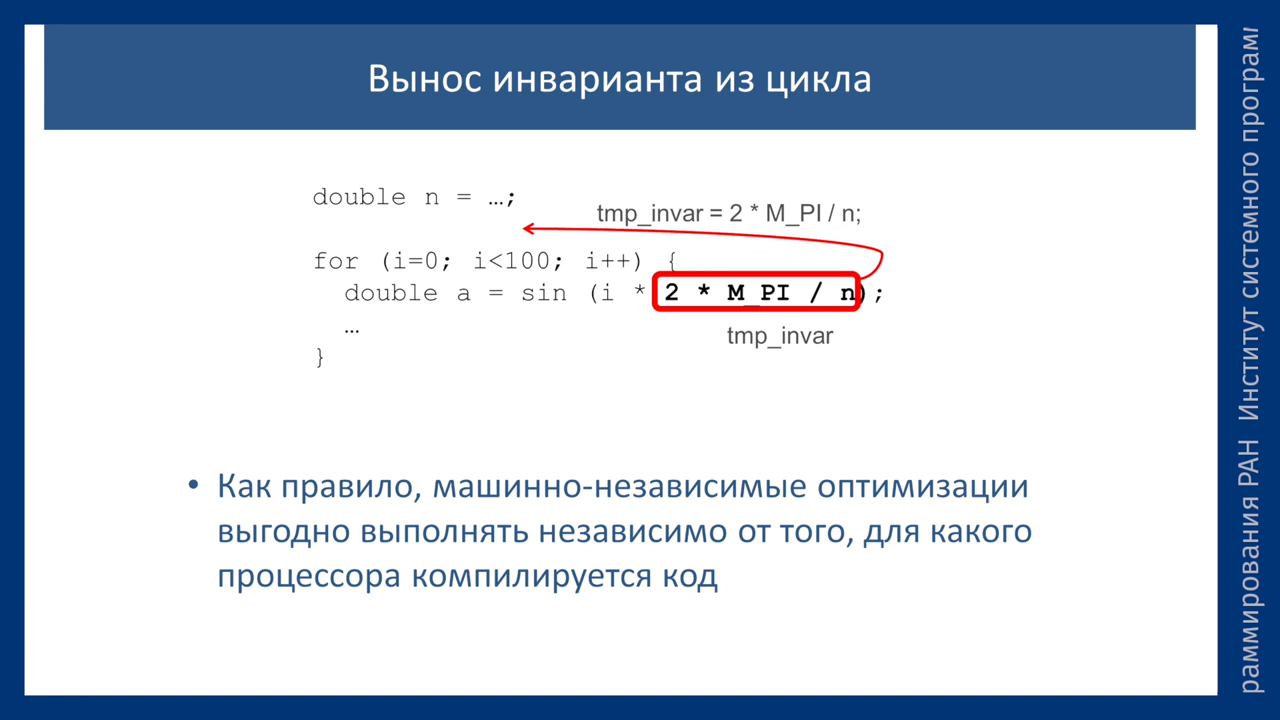 Вынос инварианта из цикла
double n = …;
tmp_invar = 2 * M_PI / n;
for (i=0; i<100; i++) {
double a = sin (i * 2 * M_PI / n);
…
tmp_invar
}
• Как правило, машинно-независимые оптимизации
выгодно выполнять независимо от того, для какого
процессора компилируется код
раммирования РАН Институт системного програм